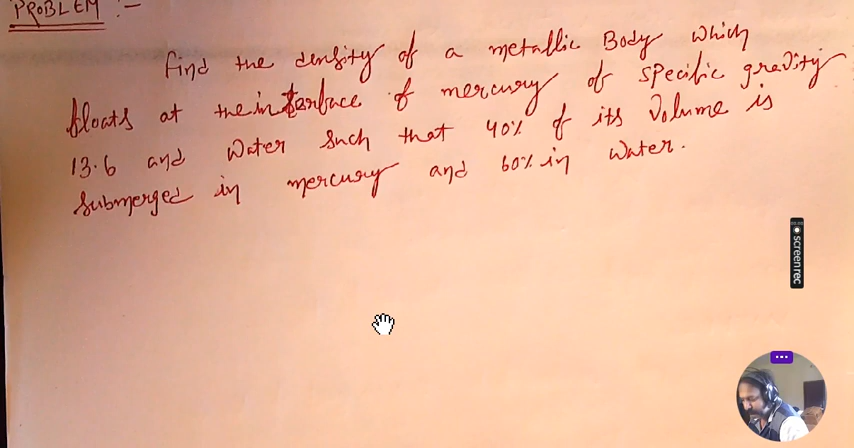 PROBLEM :-
Find the density of a metallic Body which
floats at the interface of mercury of specific gravity
13.6 and Water such that 40% of its Volume is
submerged in mercury and 60% in water.
screenrec